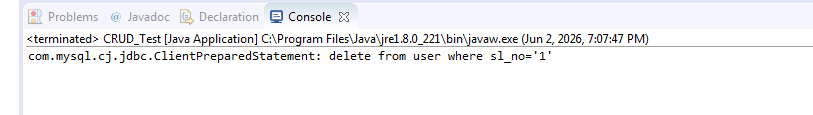 Problems @ Javadoc Declaration Console
<terminated> CRUD_Test [Java Application] C:\Program Files\Java\jre1.8.0_221\bin\javaw.exe (Jun 2, 2026, 7:07:47 PM)
com.mysql.cj.jdbc.ClientPreparedStatement: delete from user where sl_no='1'